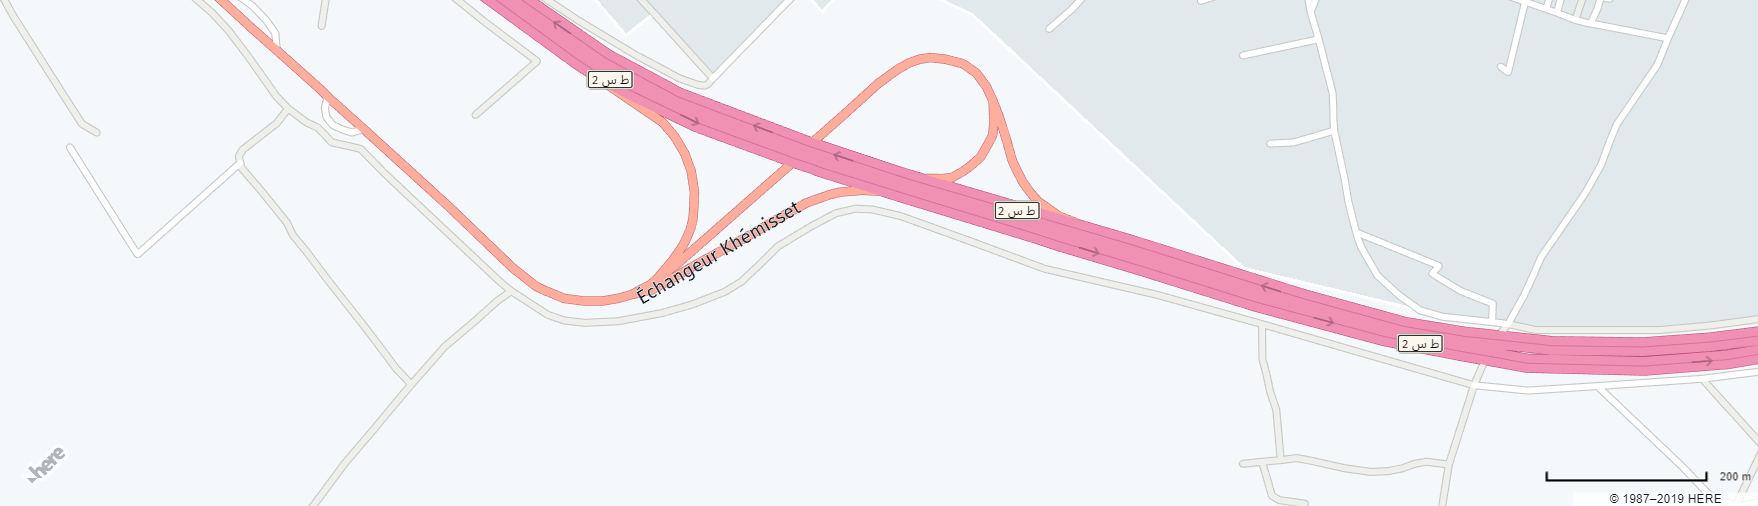 ط س 2
ط س 2
Échangeur Khémisset
ط س 2
here
200 m
© 1987–2019 HERE